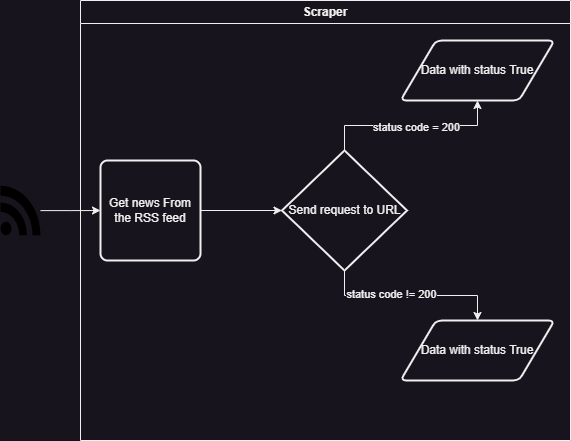 Scraper
Data with status True
status code = 200
Get news From
the RSS feed
Send request to URL
status code != 200
Data with status True